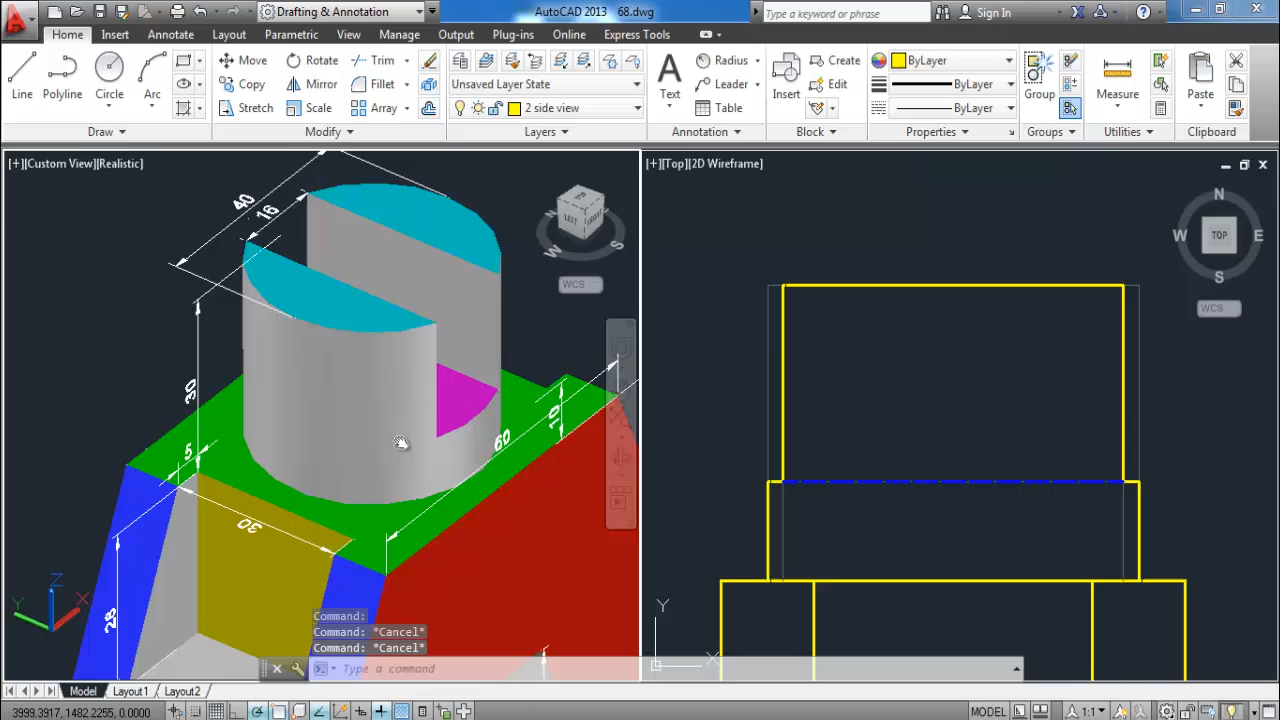 Drafting & Annotation
AutoCAD 2013 68.dwg
Type a keyword or phrase
Sign In
Home Insert Annotate Layout Parametric View Manage Output Plug-ins Online Express Tools
Line Polyline Circle Arc
Move Rotate Trim
Copy Mirror Fillet
Stretch Scale Array
Unsaved Layer State
2 side view
Text
Radius
Leader
Table
Insert
Create
Edit
ByLayer
ByLayer
ByLayer
Group
Measure
Paste
Draw Modify Layers Annotation Block Properties Groups Utilities Clipboard
[+][Custom View][Realistic]
[+][Top][2D Wireframe]
40
16
30
5
30
28
60
10
TOP
LEFT
N
W
S
WCS
N
W TOP E
S
WCS
Z
Y
X
Y
X
Command:
Command: *Cancel*
Command: *Cancel*
Type a command
Model Layout1 Layout2
3999.3917, 1482.2255, 0.0000
MODEL
1:1